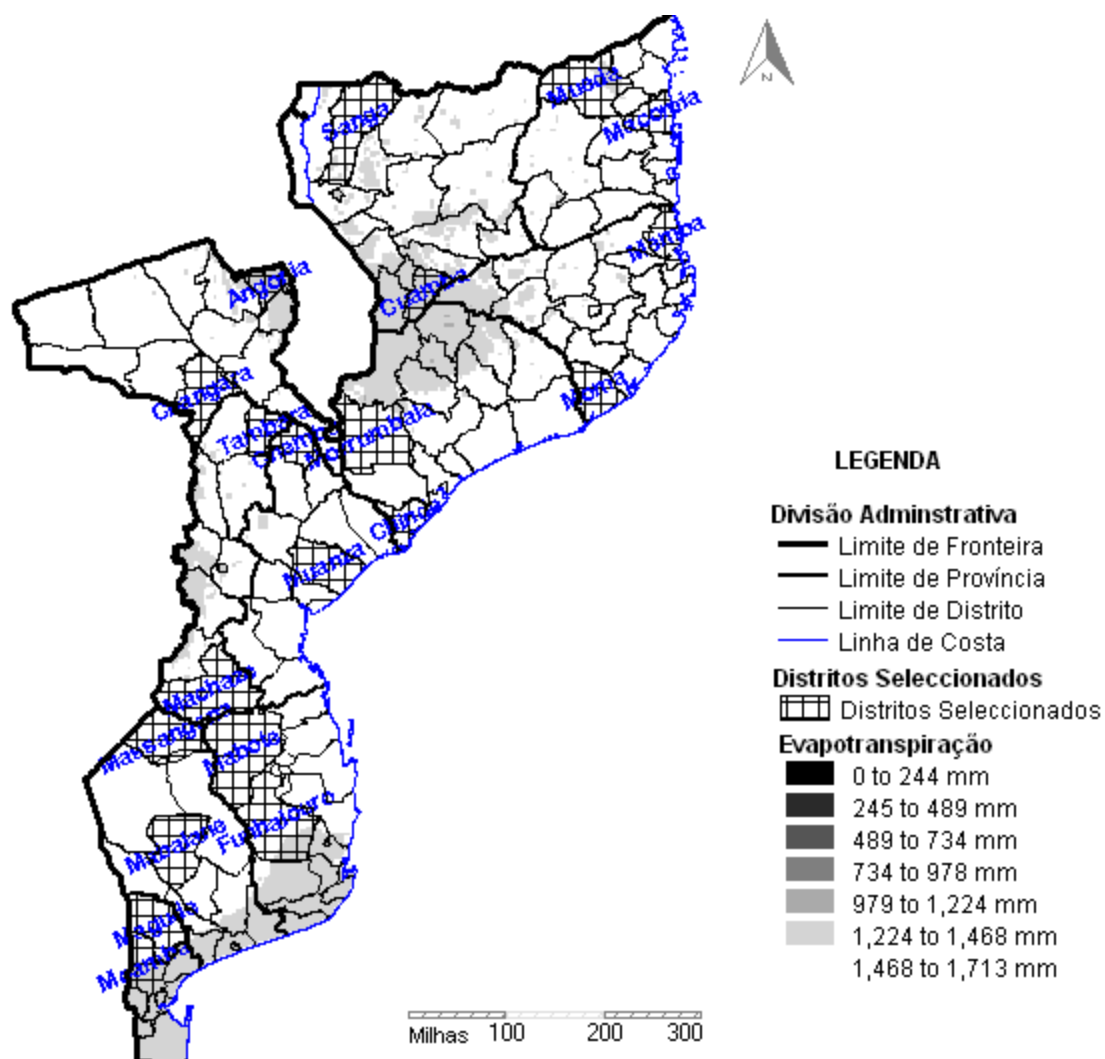 N
Sanga
Mueda
Macomia
Memba
Angonia
Cuamba
Changara
Moma
Tambara
Chemba
Morrumbala
Chinde
Muanza
Machaze
Massangena
Mabote
Funhalouro
Mabalane
Magude
Moamba
LEGENDA
Divisão Adminstrativa
Limite de Fronteira
Limite de Província
Limite de Distrito
Linha de Costa
Distritos Seleccionados
Distritos Seleccionados
Evapotranspiração
0 to 244 mm
245 to 489 mm
489 to 734 mm
734 to 978 mm
979 to 1,224 mm
1,224 to 1,468 mm
1,468 to 1,713 mm
Milhas 100 200 300